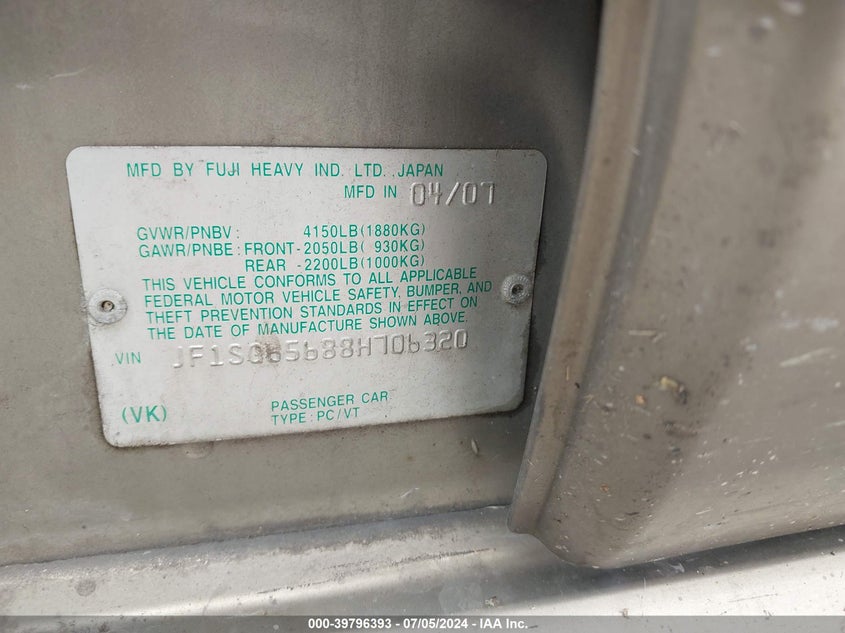 MFD BY FUJI HEAVY IND. LTD. JAPAN
MFD IN 04/07
GVWR/PNBV: 4150LB(1880KG)
GAWR/PNBE: FRONT-2050LB( 930KG)
REAR -2200LB(1000KG)
THIS VEHICLE CONFORMS TO ALL APPLICABLE
FEDERAL MOTOR VEHICLE SAFETY, BUMPER, AND
THEFT PREVENTION STANDARDS IN EFFECT ON
THE DATE OF MANUFACTURE SHOWN ABOVE.
VIN JF1SG65688H706320
(VK) PASSENGER CAR
TYPE: PC/VT
000-39796393 - 07/05/2024 - IAA Inc.